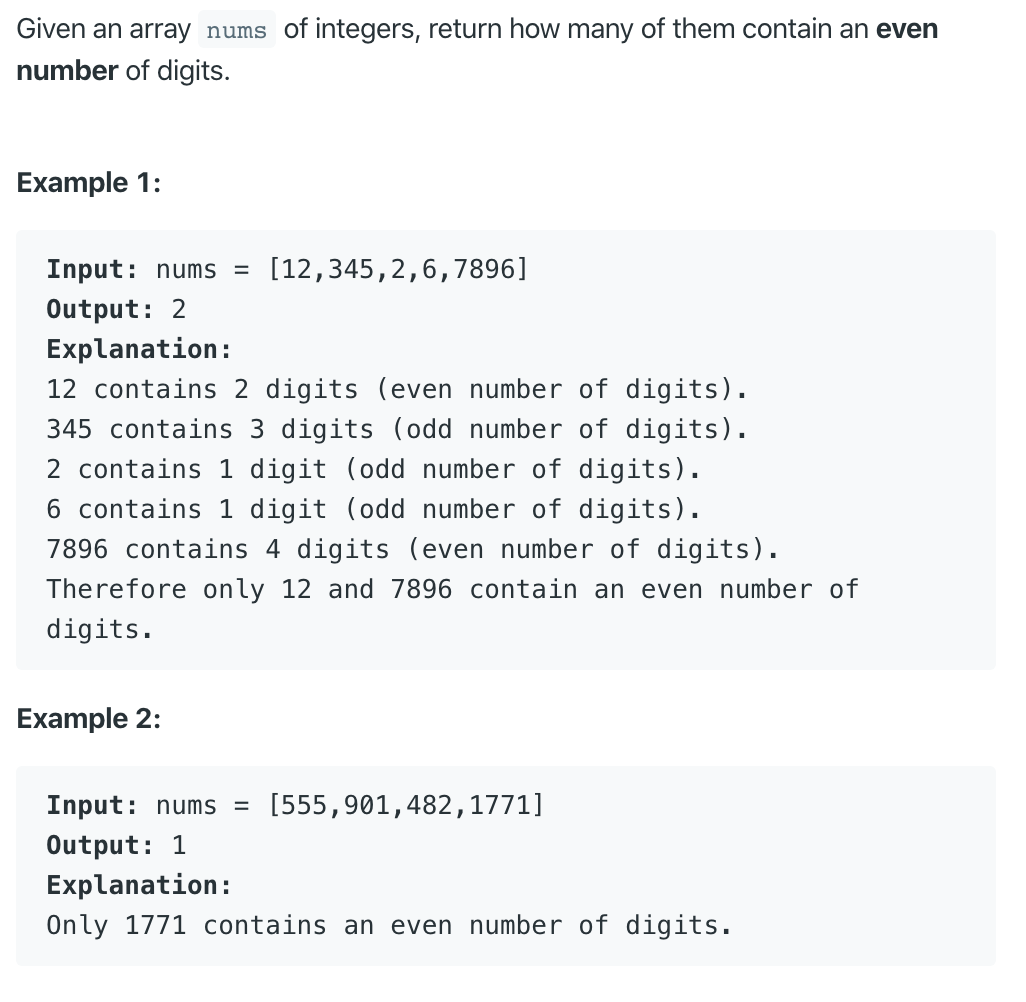 Given an array nums of integers, return how many of them contain an even
number of digits.
Example 1:
Input: nums = [12,345,2,6,7896]
Output: 2
Explanation:
12 contains 2 digits (even number of digits).
345 contains 3 digits (odd number of digits).
2 contains 1 digit (odd number of digits).
6 contains 1 digit (odd number of digits).
7896 contains 4 digits (even number of digits).
Therefore only 12 and 7896 contain an even number of
digits.
Example 2:
Input: nums = [555,901,482,1771]
Output: 1
Explanation:
Only 1771 contains an even number of digits.